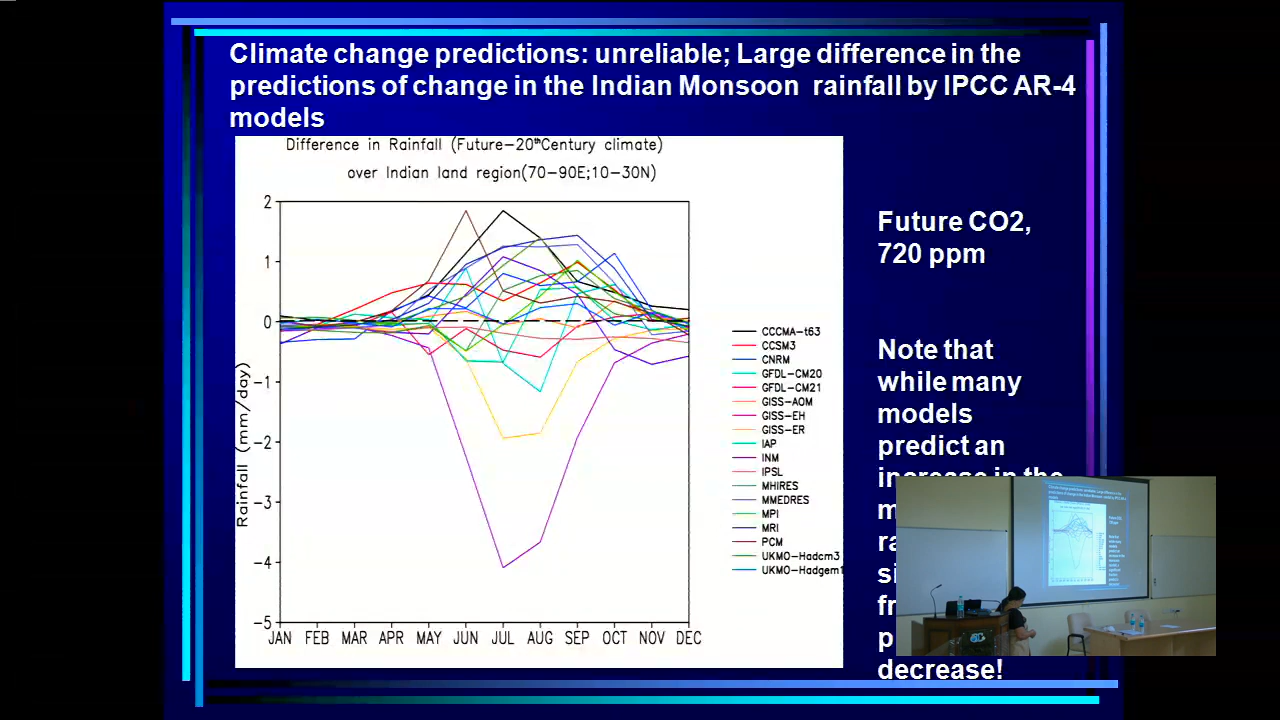 Climate change predictions: unreliable; Large difference in the
predictions of change in the Indian Monsoon rainfall by IPCC AR-4
models
Difference in Rainfall (Future-20thCentury climate)
over Indian land region(70-90E;10-30N)
Future CO2,
720 ppm
Note that
while many
models
predict an
increase in the
decrease!
Rainfall (mm/day)
2
1
0
-1
-2
-3
-4
-5
JAN FEB MAR APR MAY JUN JUL AUG SEP OCT NOV DEC
CCCMA-t63
CCSM3
CNRM
GFDL-CM20
GFDL-CM21
GISS-AOM
GISS-EH
GISS-ER
IAP
INM
IPSL
MHIRES
MMEDRES
MPI
MRI
PCM
UKMO-Hadcm3
UKMO-Hadgem1